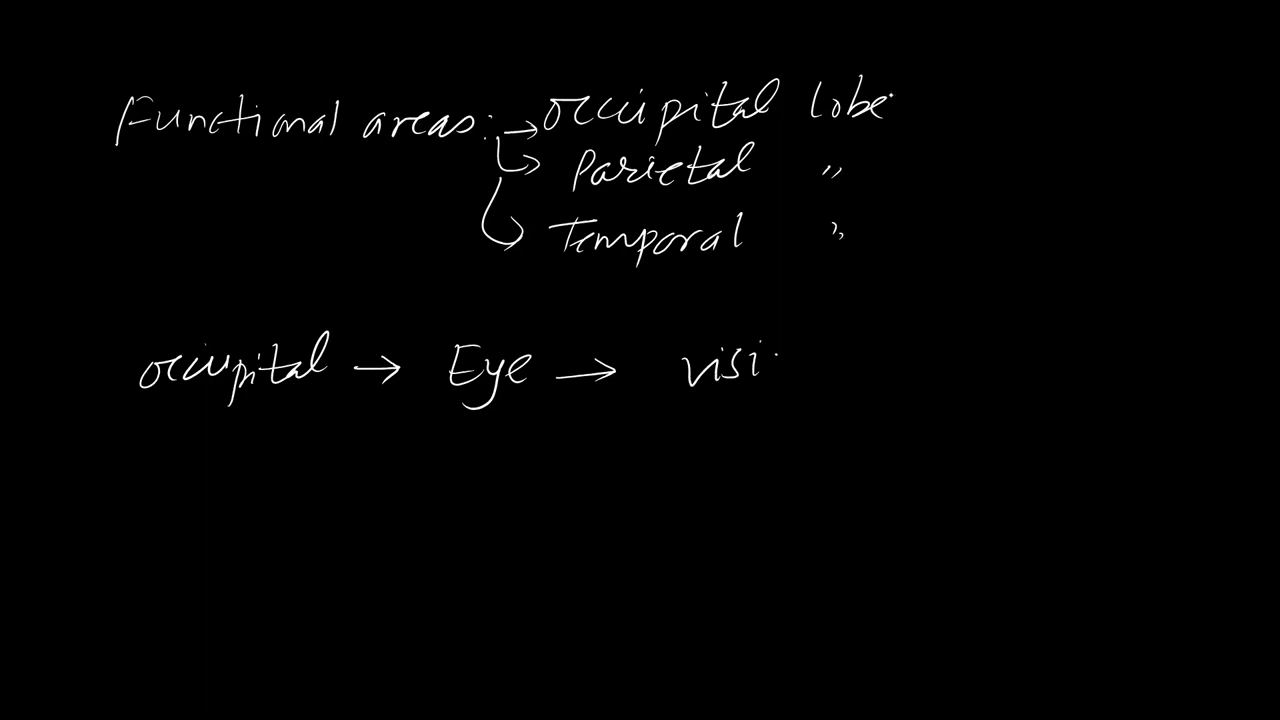 Functional areas: → occipital lobe
↳ Parietal "
↳ Temporal "
occipital → Eye → visi